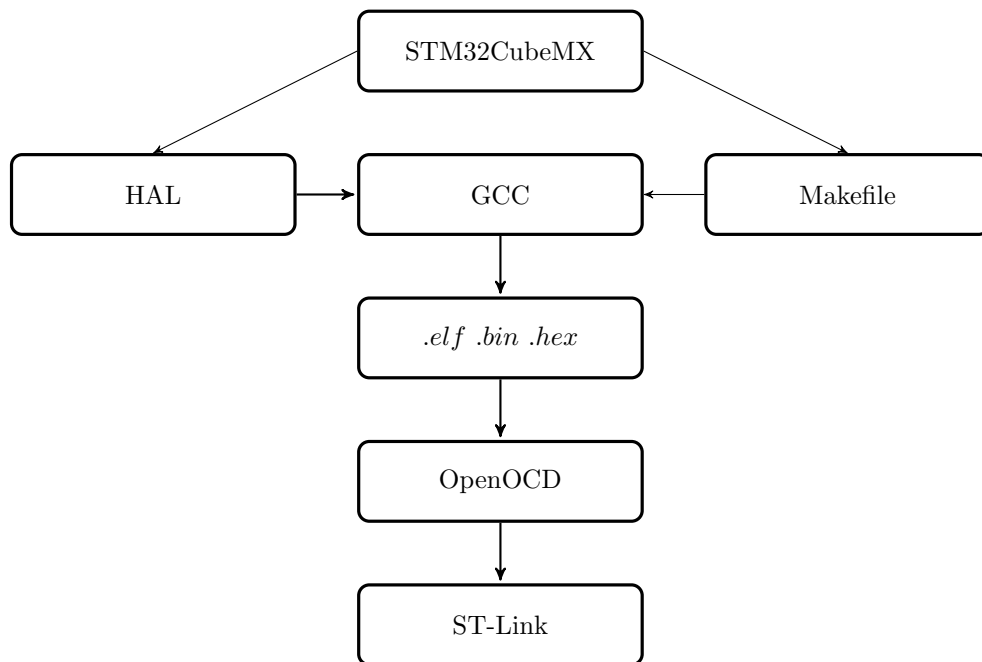 STM32CubeMX
HAL
GCC
Makefile
.elf .bin .hex
OpenOCD
ST-Link